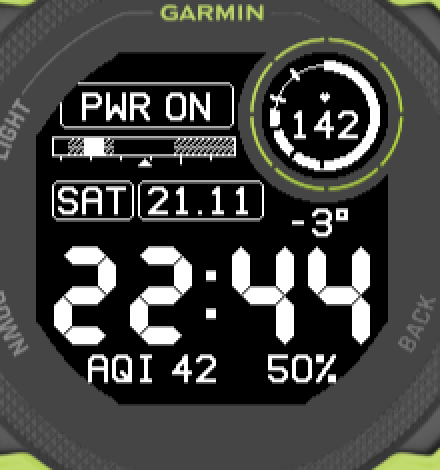 GARMIN
LIGHT
PWR ON
142
SAT 21.11
-3°
22:44
DOWN
BACK
AQI 42 50%